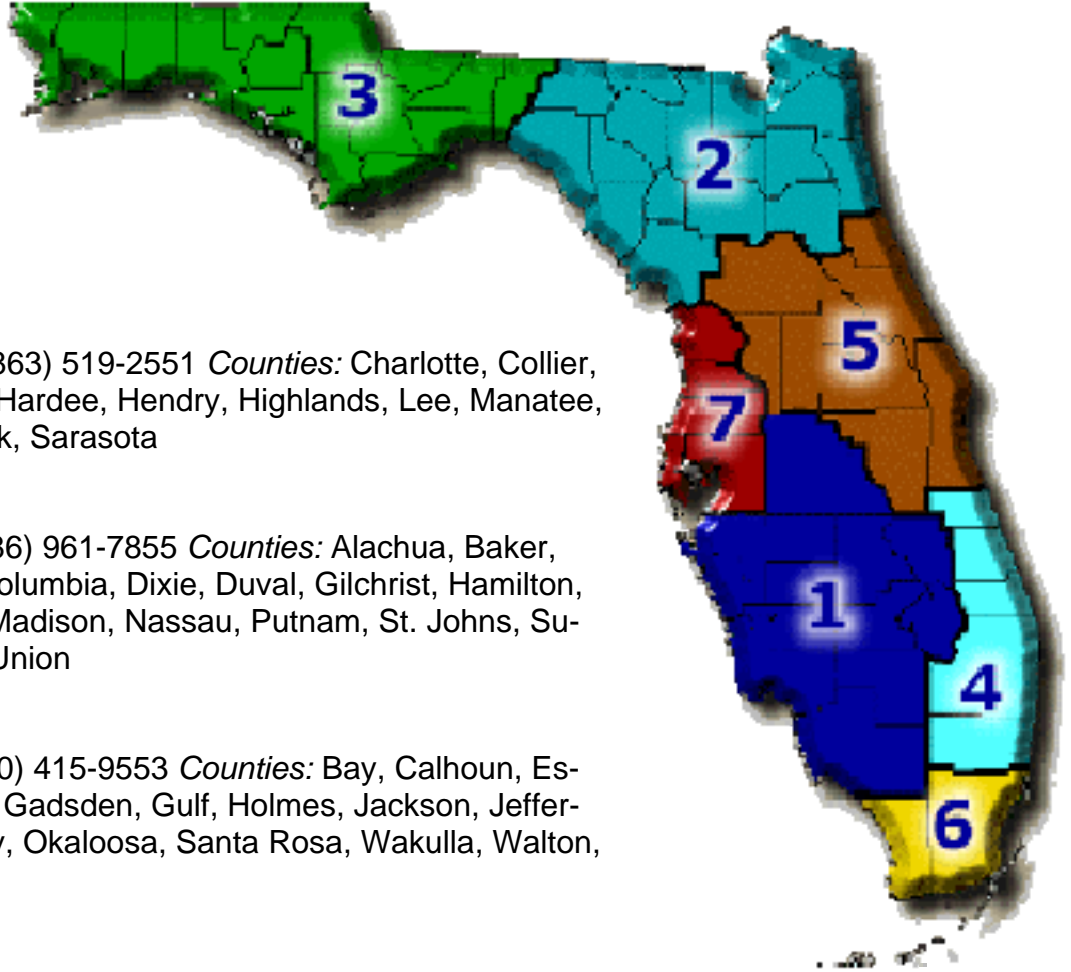 3
2
5
7
1
4
6
863) 519-2551 Counties: Charlotte, Collier,
Hardee, Hendry, Highlands, Lee, Manatee,
k, Sarasota
86) 961-7855 Counties: Alachua, Baker,
olumbia, Dixie, Duval, Gilchrist, Hamilton,
Madison, Nassau, Putnam, St. Johns, Su-
Union
0) 415-9553 Counties: Bay, Calhoun, Es-
Gadsden, Gulf, Holmes, Jackson, Jeffer-
y, Okaloosa, Santa Rosa, Wakulla, Walton,